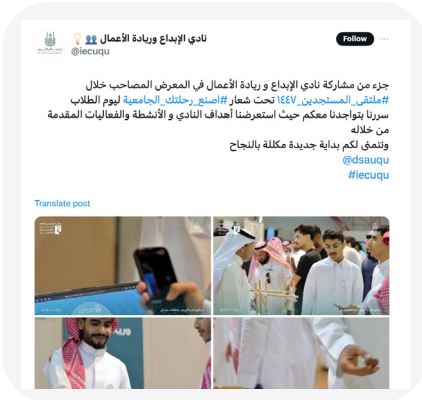 نادي الإبداع وريادة الأعمال
@iecuqu
Follow
جزء من مشاركة نادي الإبداع و ريادة الأعمال في المعرض المصاحب خلال
#ملتقى_المستجدين_١٤٤٧ تحت شعار #اصنع_رحلتك_الجامعية ليوم الطلاب
سررنا بتواجدنا معكم حيث استعرضنا أهداف النادي و الأنشطة والفعاليات المقدمة
من خلاله
ونتمنى لكم بداية جديدة مكللة بالنجاح
@dsauqu
#iecuqu
Translate post